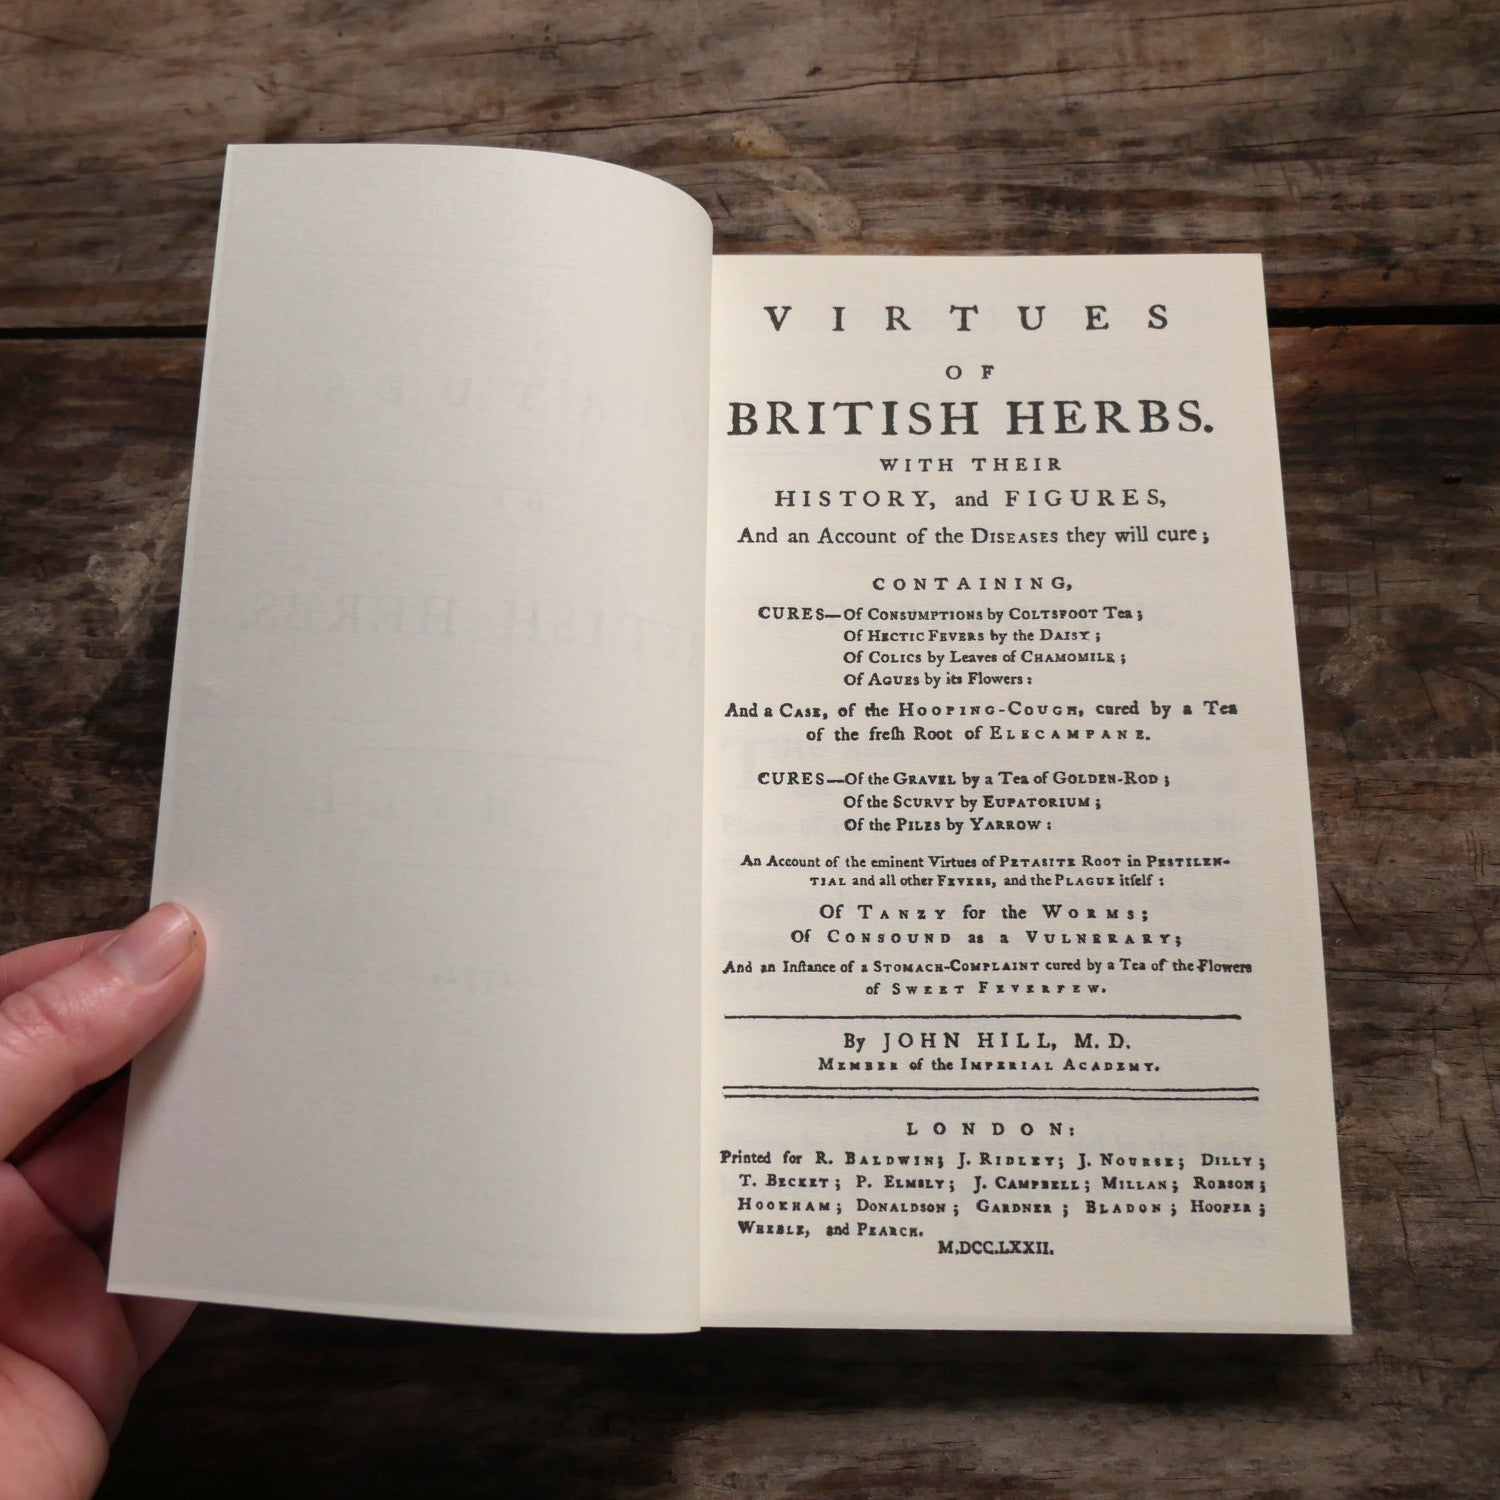 VIRTUES
OF
BRITISH HERBS.
WITH THEIR
HISTORY, and FIGURES,
And an Account of the DISEASES they will cure;
CONTAINING,
CURES—Of CONSUMPTIONS by COLTSFOOT Tea;
Of HECTIC FEVERS by the DAISY;
Of COLICS by Leaves of CHAMOMILE;
Of AGUES by its Flowers:
And a CASE, of the HOOPING-COUGH, cured by a Tea
of the freſh Root of ELECAMPANE.
CURES—Of the GRAVEL by a Tea of GOLDEN-ROD;
Of the SCURVY by EUPATORIUM;
Of the PILES by YARROW:
An Account of the eminent Virtues of PETASITE ROOT in PESTILEN-
TIAL and all other FEVERS, and the PLAGUE itſelf:
Of TANZY for the WORMS;
Of CONSOUND as a VULNERARY;
And an Inſtance of a STOMACH-COMPLAINT cured by a Tea of the Flowers
of SWEET FEVERFEW.
By JOHN HILL, M.D.
MEMBER of the IMPERIAL ACADEMY.
LONDON:
Printed for R. BALDWIN; J. RIDLEY; J. NOURSE; DILLY;
T. BECKET; P. ELMSLY; J. CAMPBELL; MILLAN; ROBSON;
HOOKHAM; DONALDSON; GARDNER; BLADON; HOOPER;
WHEBLE, and PEARCH.
M.DCC.LXXII.